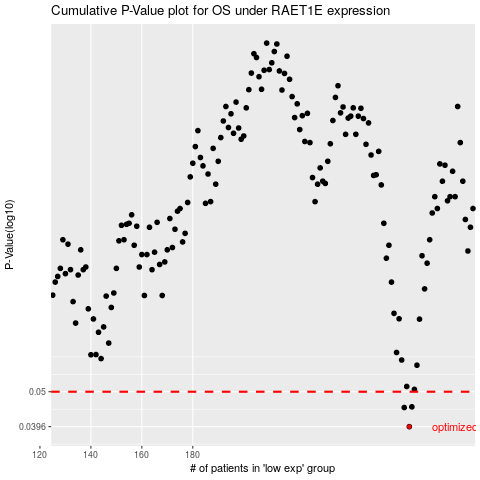 Cumulative P-Value plot for OS under RAET1E expression
P-Value(log10)
0.05
0.0396
optimized
120 140 160 180
# of patients in 'low exp' group